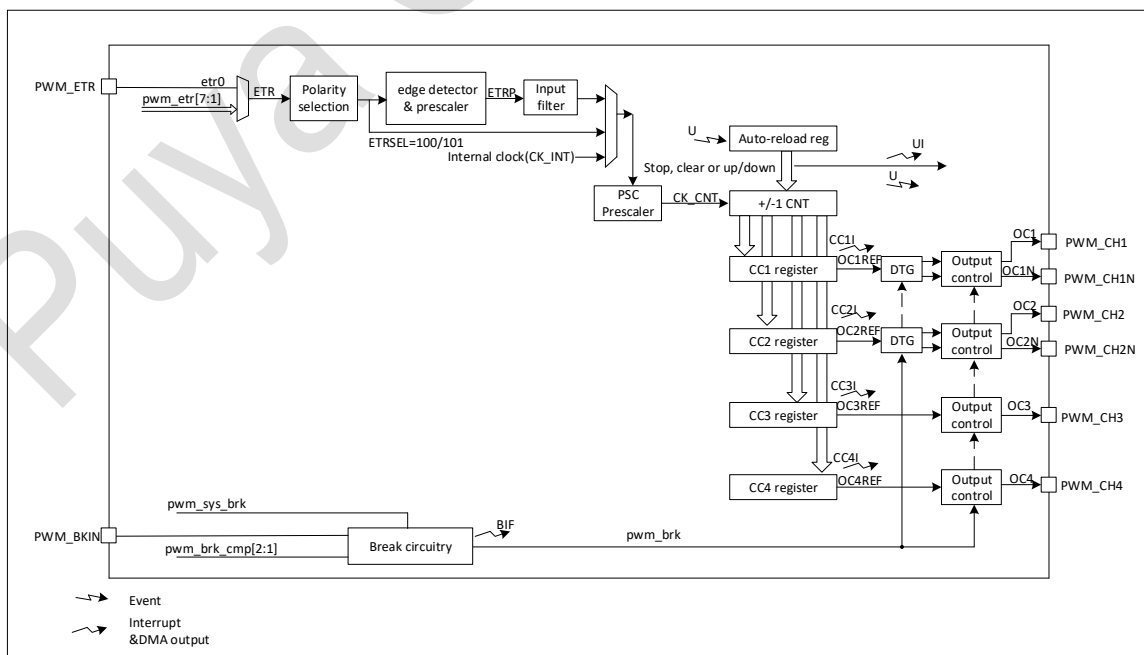 Puya
PWM_ETR
etr0
pwm_etr[7:1]
ETR
Polarity
selection
edge detector
& prescaler
ETRP
Input
filter
ETRSEL=100/101
Internal clock(CK_INT)
U
Auto-reload reg
UI
Stop, clear or up/down
U
PSC
Prescaler
CK_CNT
+/-1 CNT
CC1I
CC1 register
OC1REF
DTG
Output
control
OC1
PWM_CH1
OC1N
PWM_CH1N
CC2I
CC2 register
OC2REF
DTG
Output
control
OC2
PWM_CH2
OC2N
PWM_CH2N
CC3I
CC3 register
OC3REF
Output
control
OC3
PWM_CH3
CC4I
CC4 register
OC4REF
Output
control
OC4
PWM_CH4
pwm_sys_brk
PWM_BKIN
pwm_brk_cmp[2:1]
Break circuitry
BIF
pwm_brk
Event
Interrupt
&DMA output